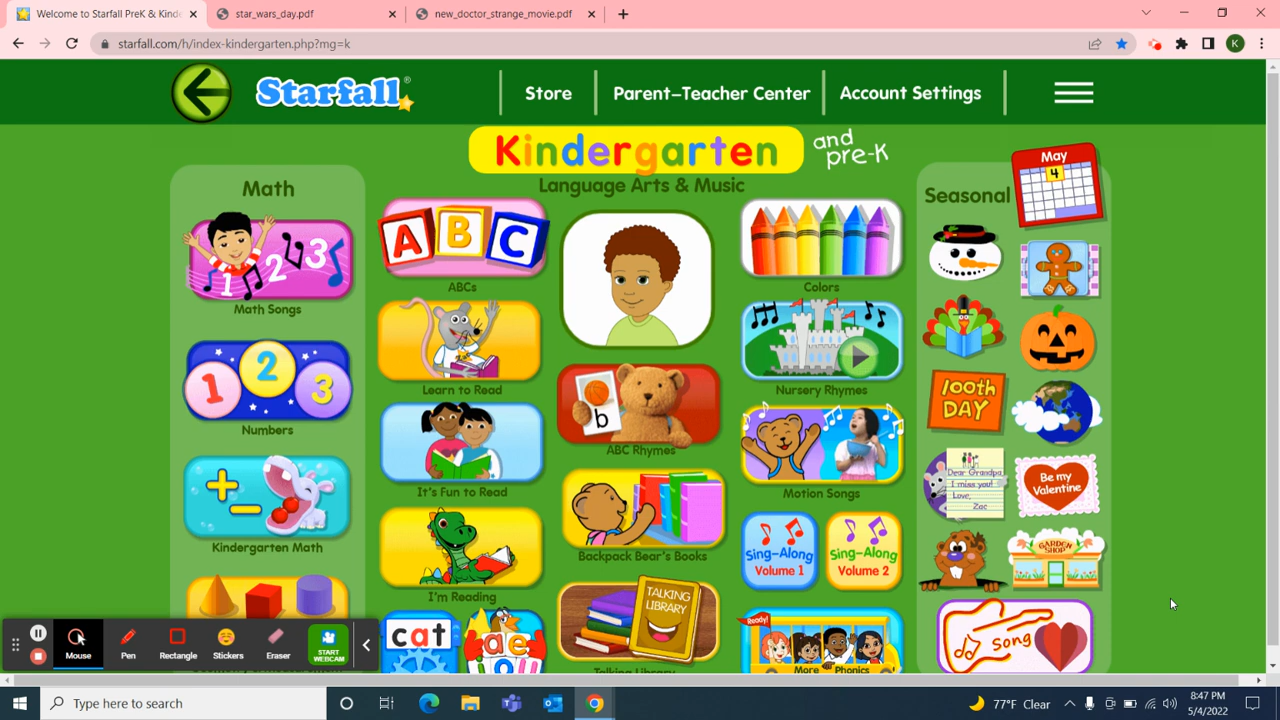 Welcome to Starfall PreK & Kinde
star_wars_day.pdf
new_doctor_strange_movie.pdf
starfall.com/h/index-kindergarten.php?mg=k
K
Starfall®
Store
Parent-Teacher Center
Account Settings
Kindergarten
and
pre-K
Language Arts & Music
Math
1 2 3
Math Songs
1 2 3
Numbers
+
−
Kindergarten Math
A B C
ABCs
Learn to Read
It's Fun to Read
I'm Reading
cat
b
ABC Rhymes
Backpack Bear's Books
TALKING
LIBRARY
Talking Library
Colors
Nursery Rhymes
Motion Songs
Sing-Along
Volume 1
Sing-Along
Volume 2
Ready!
More Phonics
Seasonal
May
4
100TH
DAY
Dear Grandpa
I miss you!
Love,
Zac
Be my
Valentine
GARDEN
SHOP
Song
Mouse
Pen
Rectangle
Stickers
Eraser
START
WEBCAM
Type here to search
77°F Clear
8:47 PM
5/4/2022